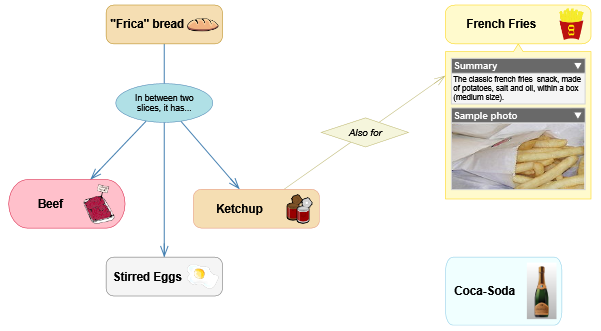 "Frica" bread
French Fries
In between two
slices, it has...
Summary
The classic french fries snack, made
of potatoes, salt and oil, within a box
(medium size).
Sample photo
Also for
Beef
Ketchup
Stirred Eggs
Coca-Soda